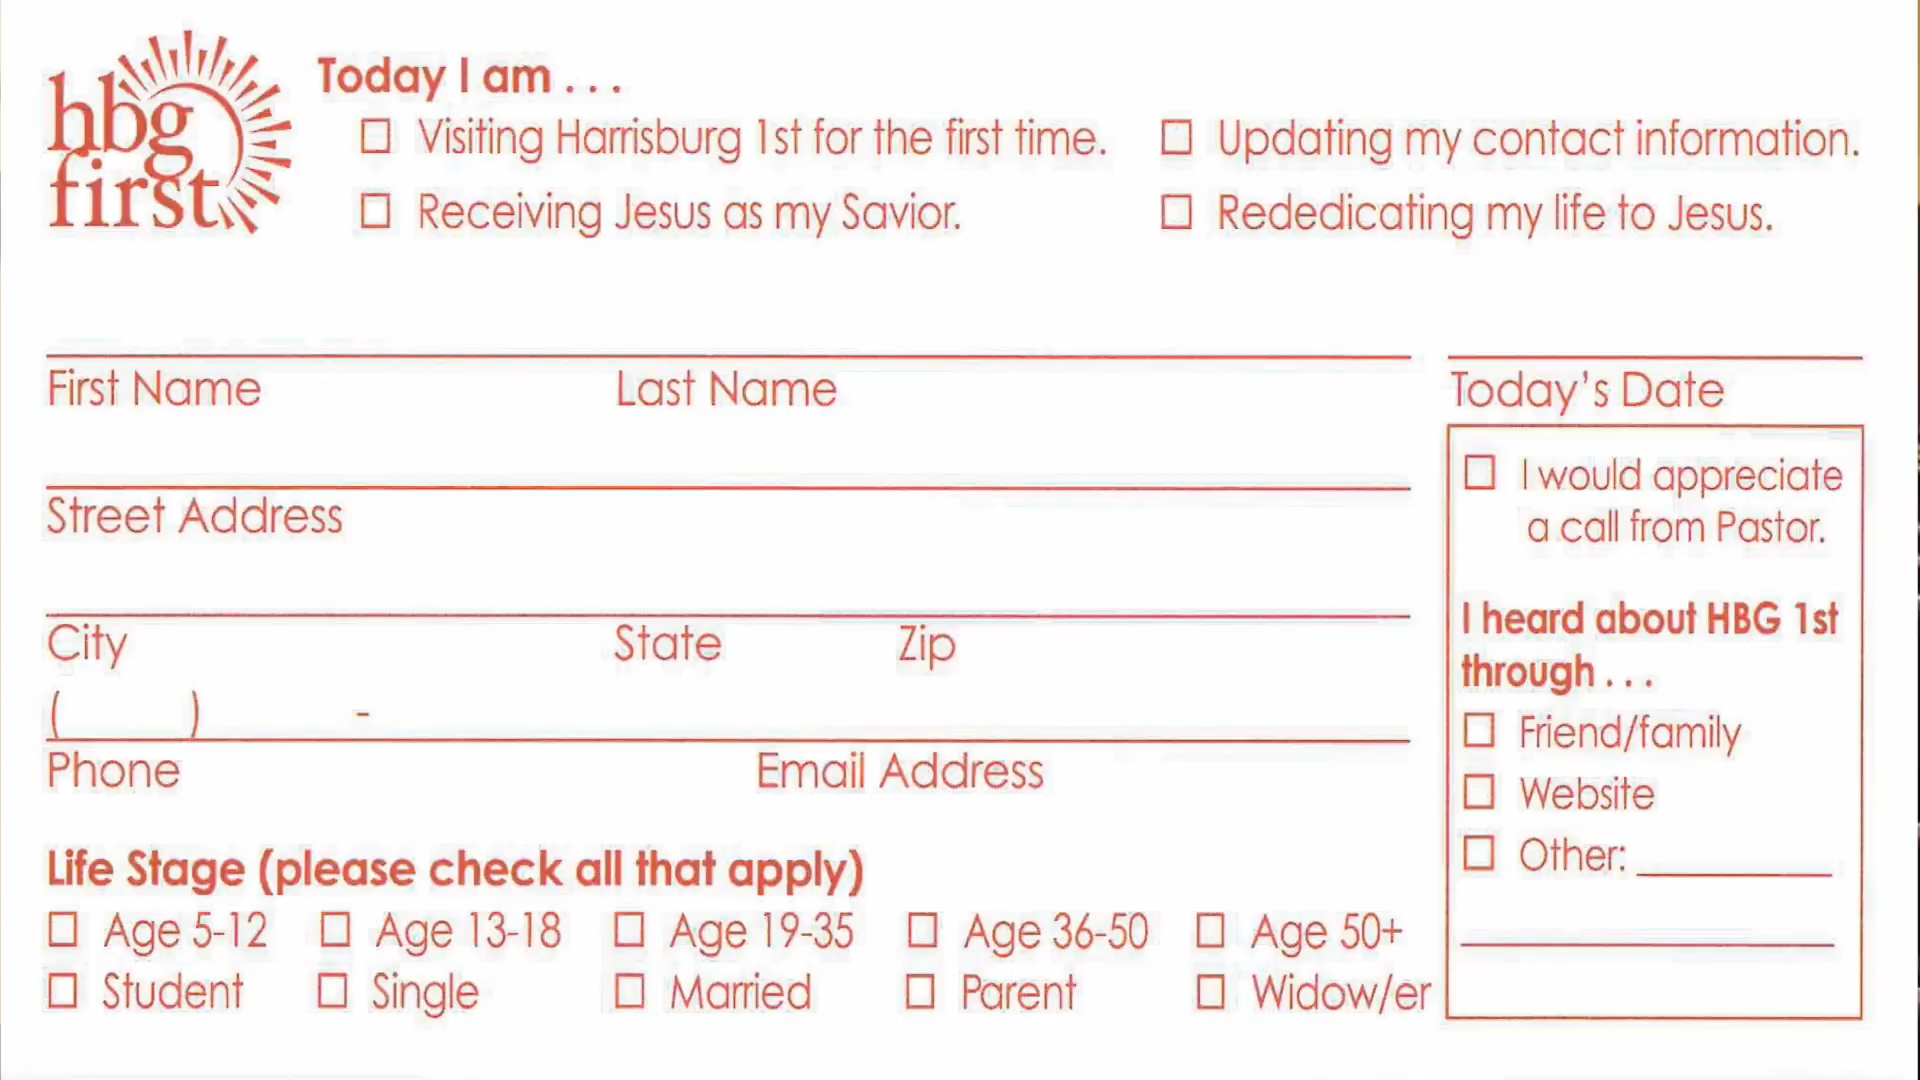 hbg
first
Today I am . . .
Visiting Harrisburg 1st for the first time.
Updating my contact information.
Receiving Jesus as my Savior.
Rededicating my life to Jesus.
First Name Last Name
Today's Date
Street Address
City State Zip
( ) -
Phone Email Address
I would appreciate
a call from Pastor.
I heard about HBG 1st
through . . .
Friend/family
Website
Other:
Life Stage (please check all that apply)
Age 5-12 Age 13-18 Age 19-35 Age 36-50 Age 50+
Student Single Married Parent Widow/er